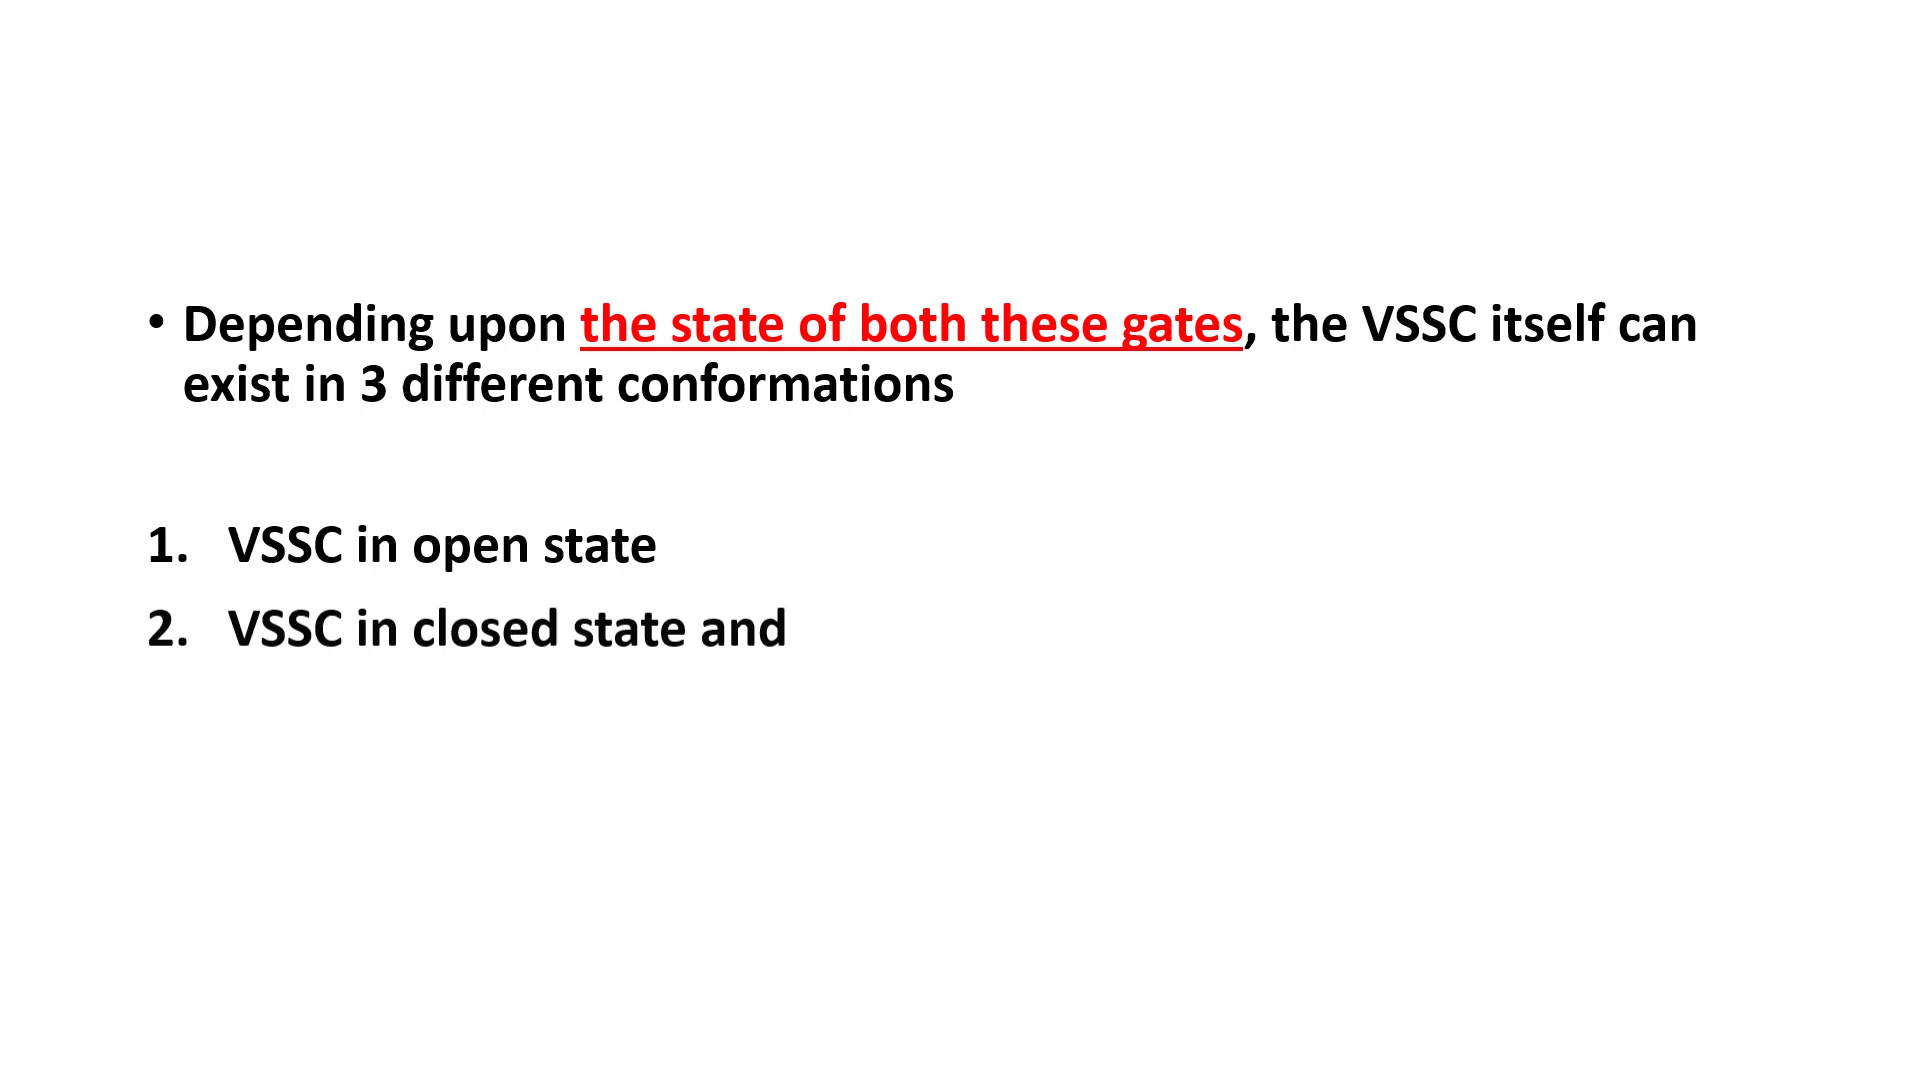 • Depending upon the state of both these gates, the VSSC itself can
exist in 3 different conformations
1. VSSC in open state
2. VSSC in closed state and